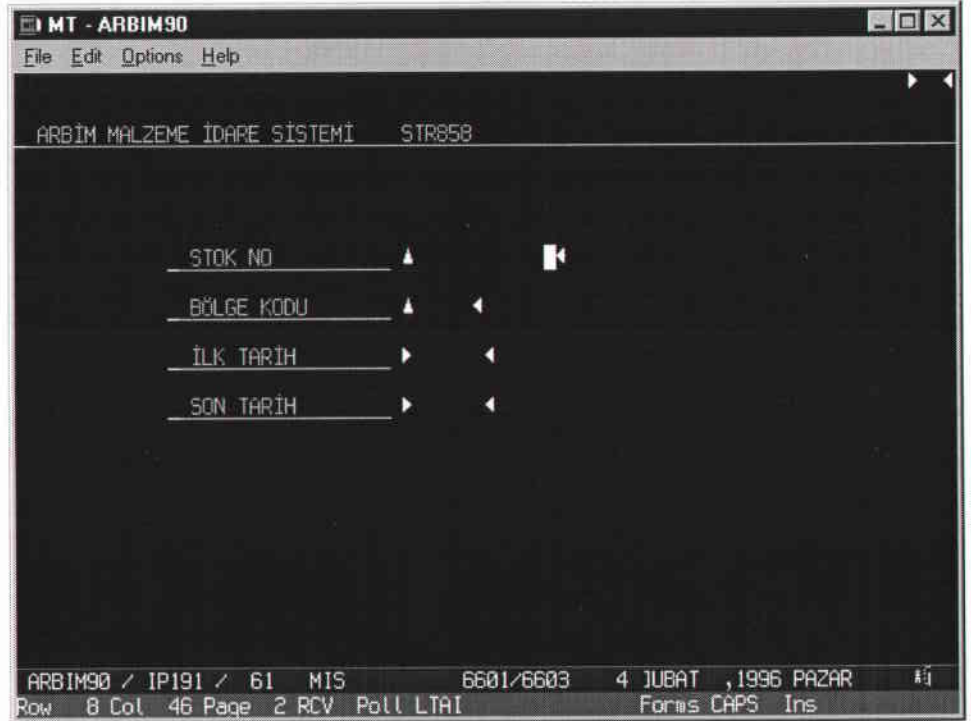 MT - ARBIM90
File Edit Options Help
ARBİM MALZEME İDARE SİSTEMİ STR858
STOK NO
BÖLGE KODU
İLK TARİH
SON TARİH
ARBIM90 / IP191 / 61 MIS 6601/6603 4 IUBAT ,1996 PAZAR
Row 8 Col 46 Page 2 RCV Poll LTAI Forms CAPS Ins